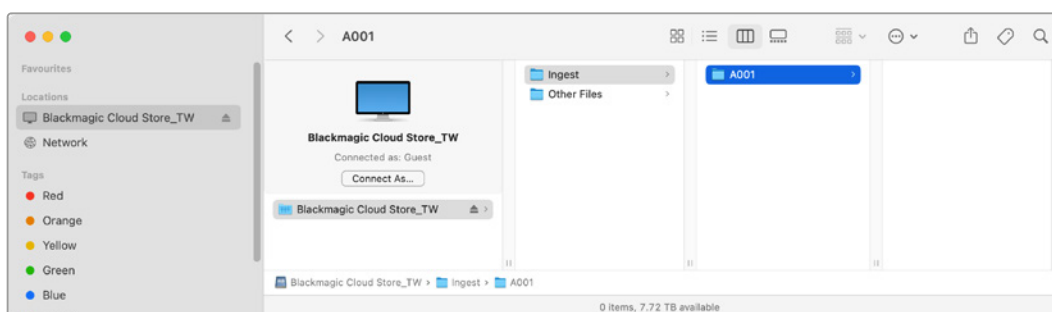 A001
Favourites
Locations
Blackmagic Cloud Store_TW
Network
Tags
Red
Orange
Yellow
Green
Blue
Blackmagic Cloud Store_TW
Connected as: Guest
Connect As...
Blackmagic Cloud Store_TW
Ingest
Other Files
A001
Blackmagic Cloud Store_TW › Ingest › A001
0 items, 7.72 TB available